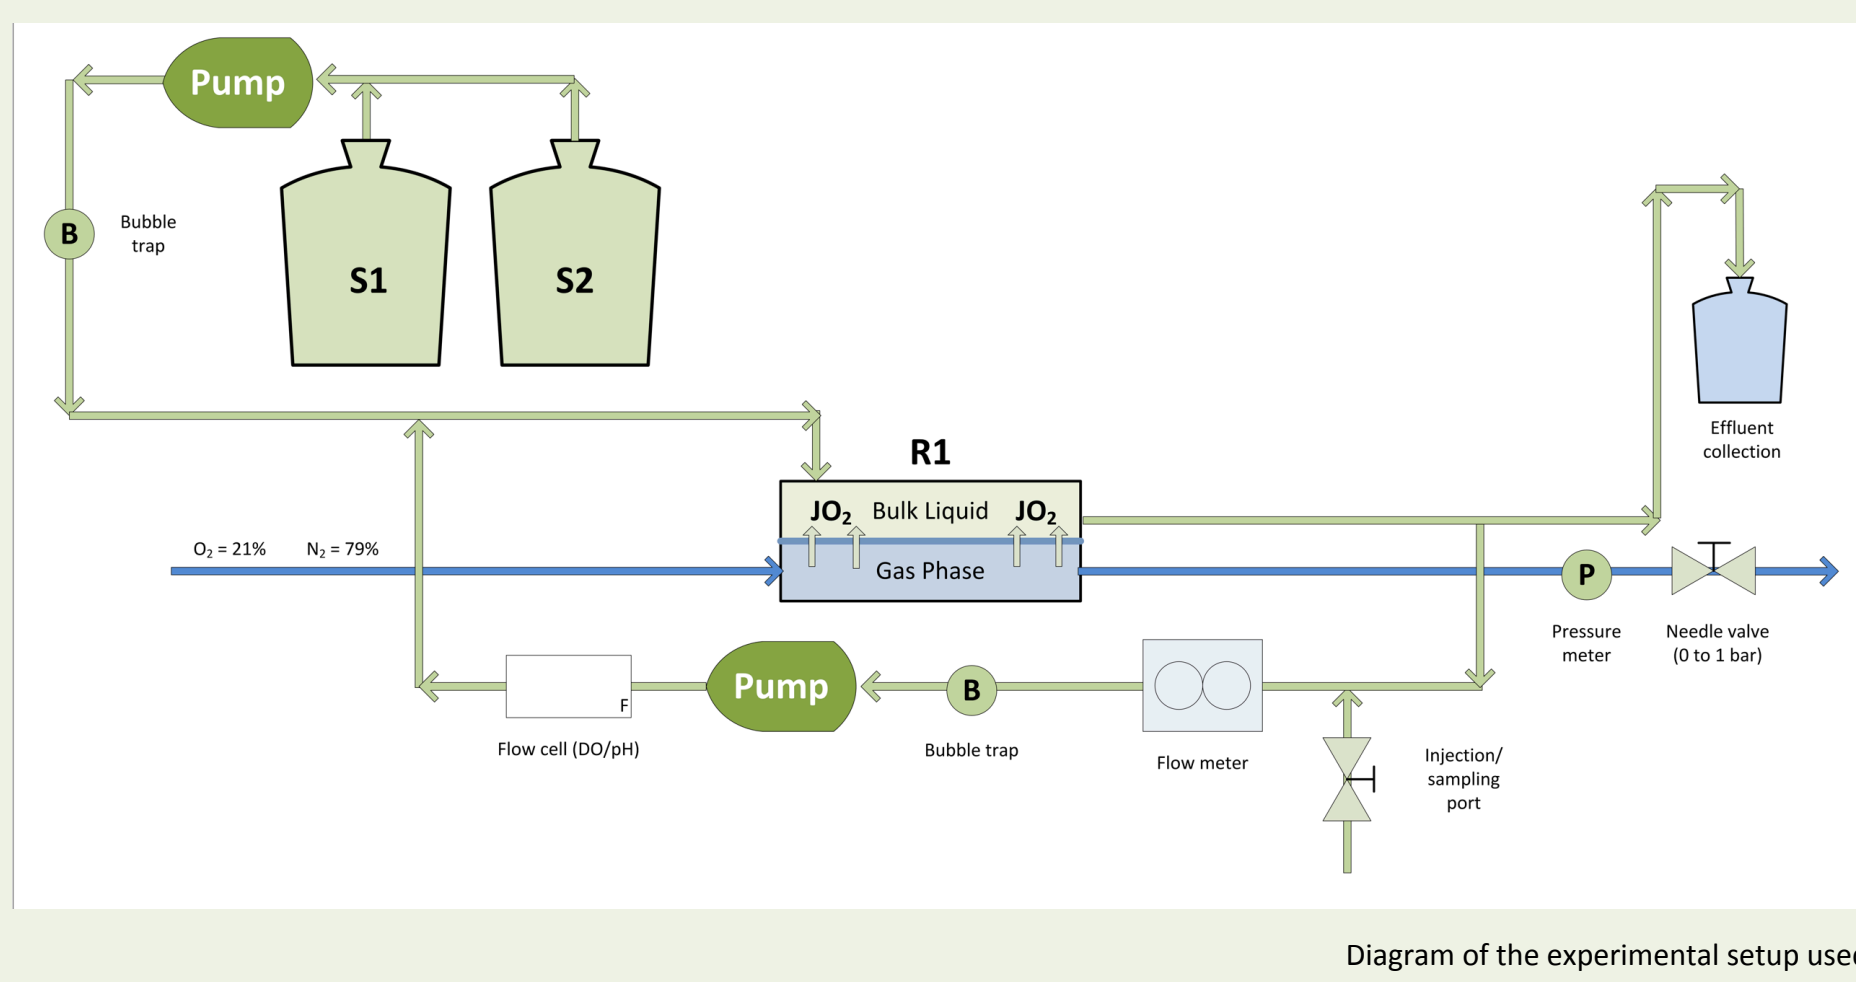 Pump
B
Bubble
trap
S1
S2
Effluent
collection
R1
JO₂ Bulk Liquid JO₂
Gas Phase
O₂ = 21% N₂ = 79%
P
Pressure
meter
Needle valve
(0 to 1 bar)
F
Flow cell (DO/pH)
Pump
B
Bubble trap
Flow meter
Injection/
sampling
port
Diagram of the experimental setup use